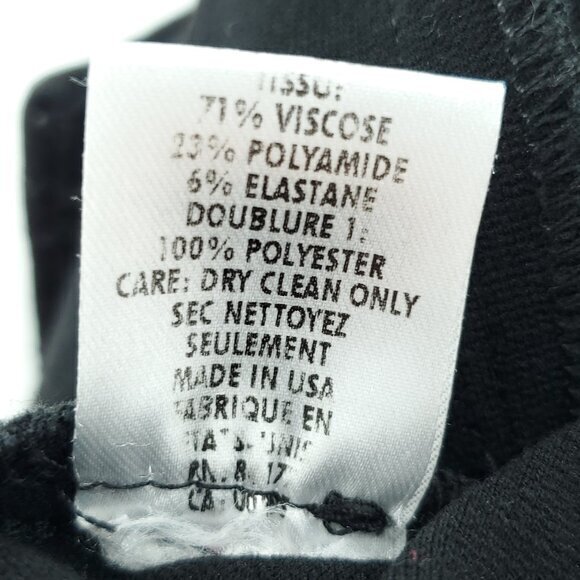 TISSU:
71% VISCOSE
23% POLYAMIDE
6% ELASTANE
DOUBLURE 1:
100% POLYESTER
CARE: DRY CLEAN ONLY
SEC NETTOYEZ
SEULEMENT
MADE IN USA
FABRIQUE EN